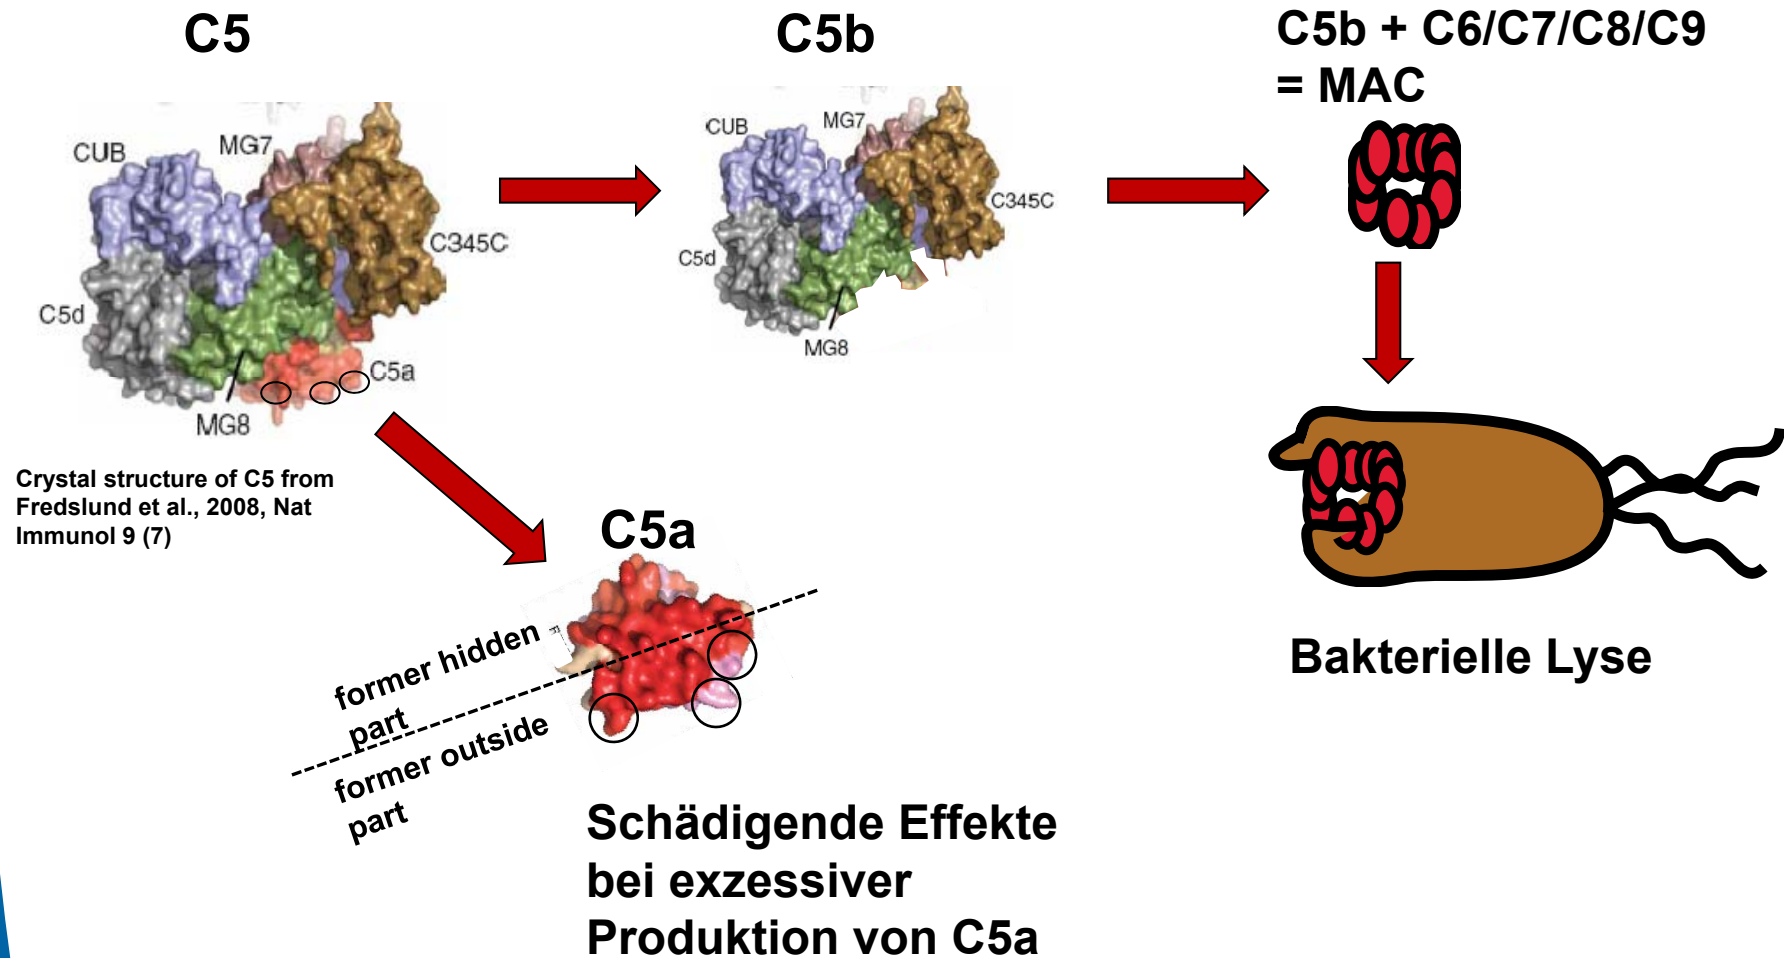 C5
C5b
C5b + C6/C7/C8/C9
= MAC
CUB
MG7
C345C
C5d
C5a
MG8
CUB
MG7
C345C
C5d
MG8
Crystal structure of C5 from
Fredslund et al., 2008, Nat
Immunol 9 (7)
C5a
former hidden
part
former outside
part
Bakterielle Lyse
Schädigende Effekte
bei exzessiver
Produktion von C5a